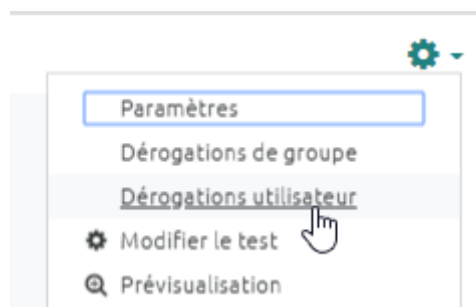 Paramètres
Dérogations de groupe
Dérogations utilisateur
Modifier le test
Prévisualisation